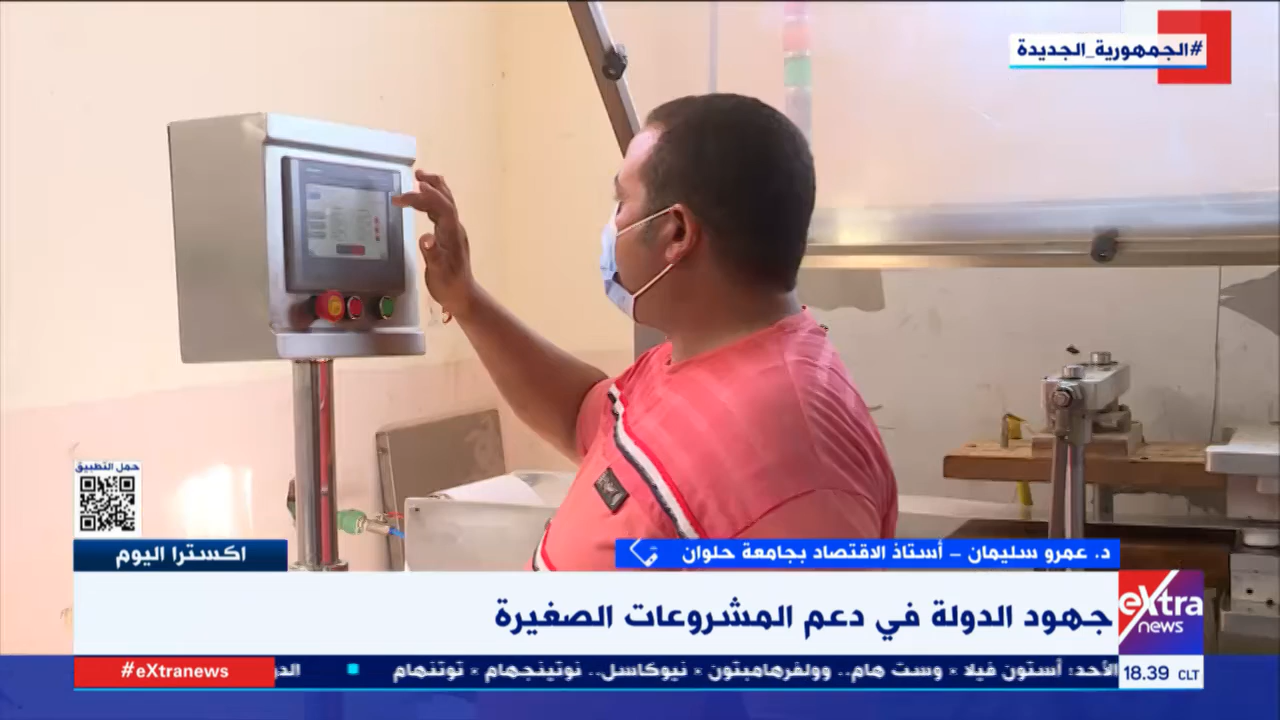 #الجمهورية_الجديدة
حمل التطبيق
اكسترا اليوم
د. عمرو سليمان – أستاذ الاقتصاد بجامعة حلوان
جهود الدولة في دعم المشروعات الصغيرة
eXtra
news
#eXtranews
الأحد: أستون فيلا × وست هام.. وولفرهامبتون × نيوكاسل.. نوتينجهام × توتنهام
18.39 CLT